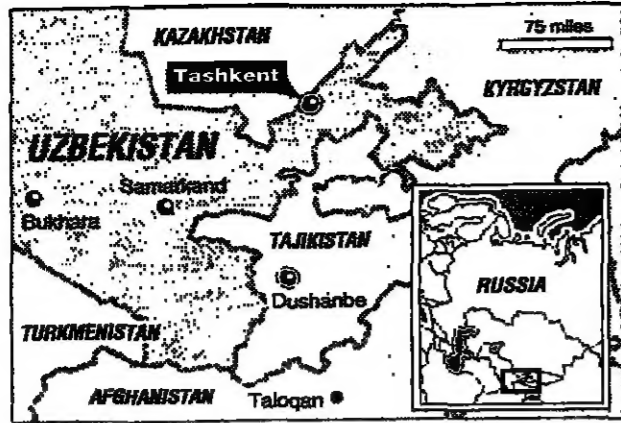 KAZAKHSTAN
75 miles
Tashkent
KYRGYZSTAN
UZBEKISTAN
Samarkand
Bukhara
TAJIKISTAN
RUSSIA
Dushanbe
TURKMENISTAN
AFGHANISTAN
Taloqan